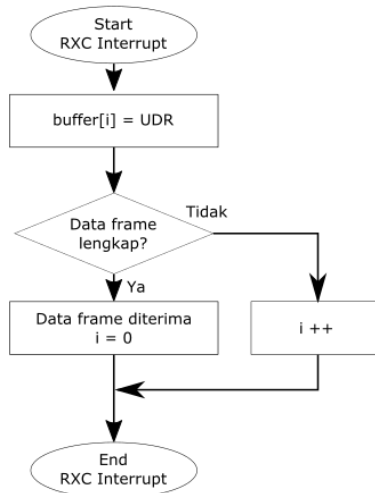 Start
RXC Interrupt
buffer[i] = UDR
Data frame
lengkap?
Tidak
Ya
Data frame diterima
i = 0
i ++
End
RXC Interrupt